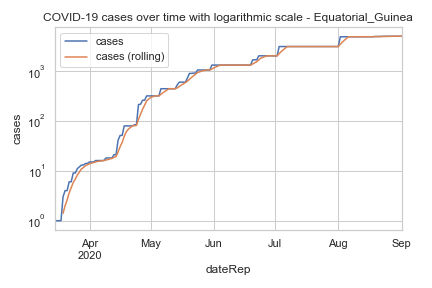 COVID-19 cases over time with logarithmic scale - Equatorial_Guinea
cases
cases (rolling)
10³
10²
10¹
10⁰
cases
Apr
2020
May
Jun
Jul
Aug
Sep
dateRep